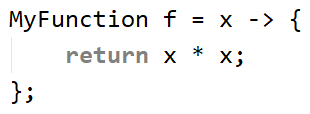 MyFunction f = x -> {
    return x * x;
};